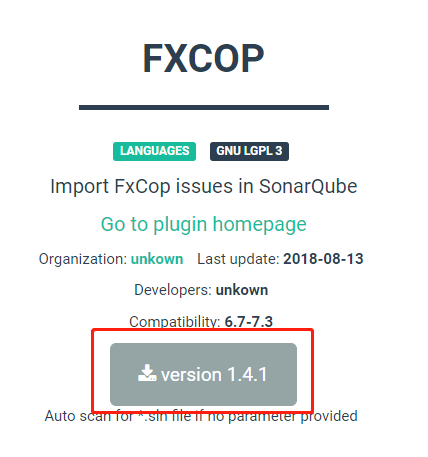 FXCOP
LANGUAGES GNU LGPL 3
Import FxCop issues in SonarQube
Go to plugin homepage
Organization: unkown Last update: 2018-08-13
Developers: unkown
Compatibility: 6.7-7.3
version 1.4.1
Auto scan for *.sln file if no parameter provided